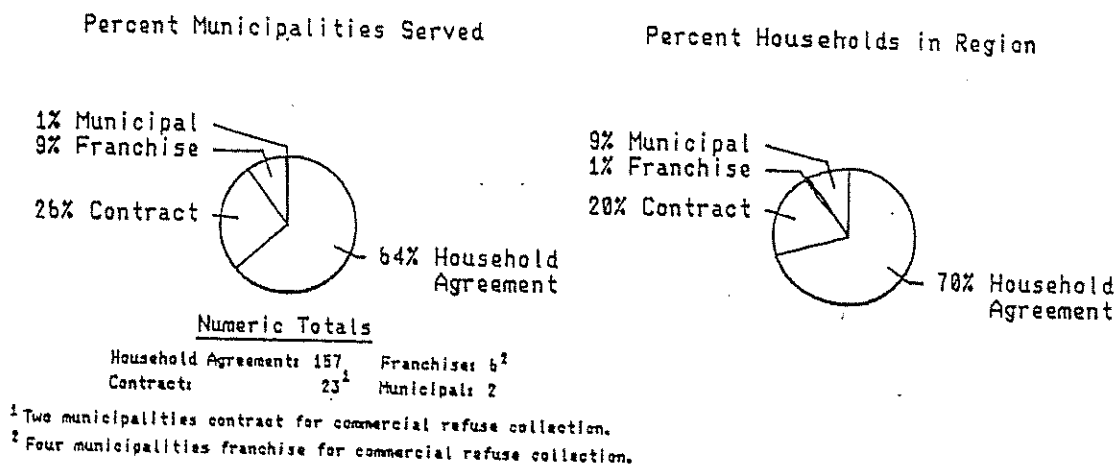 Percent Municipalities Served
1% Municipal
9% Franchise
26% Contract
64% Household
Agreement
Percent Households in Region
9% Municipal
1% Franchise
20% Contract
70% Household
Agreement
Numeric Totals
Household Agreement: 157 Franchise: 6²
Contract: 23¹ Municipal: 2
¹ Two municipalities contract for commercial refuse collection.
² Four municipalities franchise for commercial refuse collection.